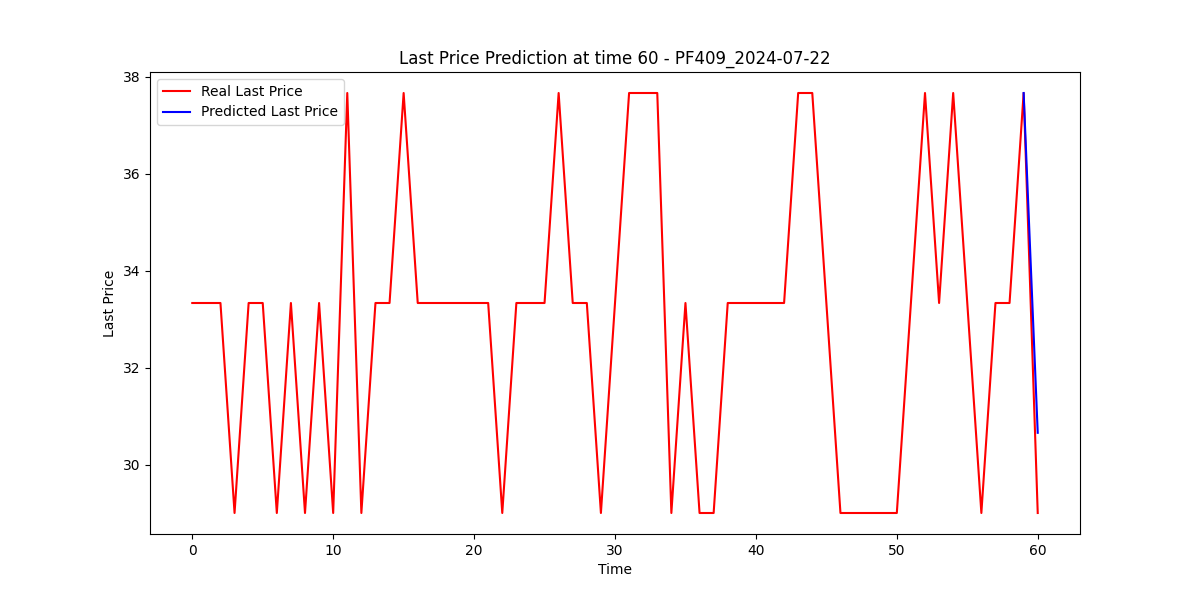 Last Price Prediction at time 60 - PF409_2024-07-22
Real Last Price
Predicted Last Price
Last Price
38
36
34
32
30
0 10 20 30 40 50 60
Time